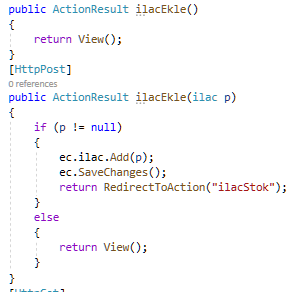 public ActionResult ilacEkle()
{
    return View();
}
[HttpPost]
0 references
public ActionResult ilacEkle(ilac p)
{
    if (p != null)
    {
        ec.ilac.Add(p);
        ec.SaveChanges();
        return RedirectToAction("ilacStok");
    }
    else
    {
        return View();
    }
}
[HttpGet]